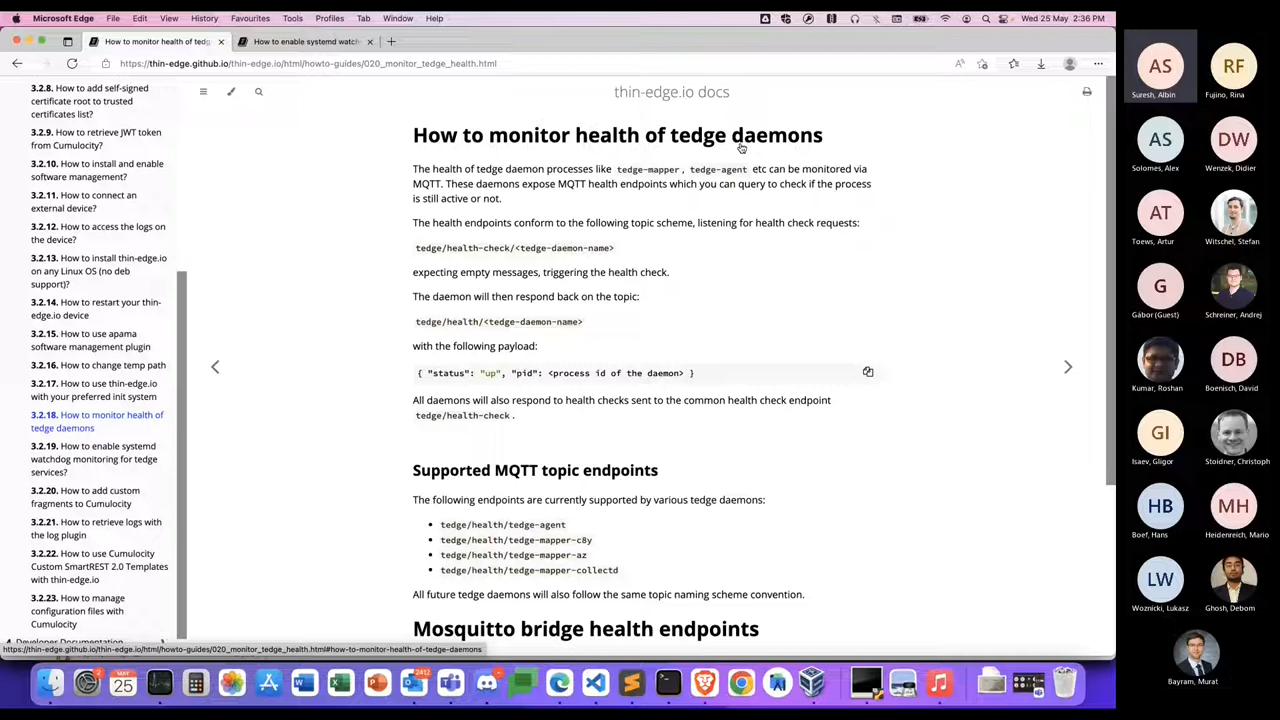 Microsoft Edge File Edit View History Favourites Tools Profiles Tab Window Help Wed 25 May 2:36 PM
How to monitor health of tedg
How to enable systemd watch
https://thin-edge.github.io/thin-edge.io/html/howto-guides/020_monitor_tedge_health.html
3.2.8. How to add self-signed
certificate root to trusted
certificates list?
3.2.9. How to retrieve JWT token
from Cumulocity?
3.2.10. How to install and enable
software management?
3.2.11. How to connect an
external device?
3.2.12. How to access the logs on
the device?
3.2.13. How to install thin-edge.io
on any Linux OS (no deb
support)?
3.2.14. How to restart your thin-
edge.io device
3.2.15. How to use apama
software management plugin
3.2.16. How to change temp path
3.2.17. How to use thin-edge.io
with your preferred init system
3.2.18. How to monitor health of
tedge daemons
3.2.19. How to enable systemd
watchdog monitoring for tedge
services?
3.2.20. How to add custom
fragments to Cumulocity
3.2.21. How to retrieve logs with
the log plugin
3.2.22. How to use Cumulocity
Custom SmartREST 2.0 Templates
with thin-edge.io
3.2.23. How to manage
configuration files with
Cumulocity
4. Developer Documentation
https://thin-edge.github.io/thin-edge.io/html/howto-guides/020_monitor_tedge_health.html#how-to-monitor-health-of-tedge-daemons
thin-edge.io docs
How to monitor health of tedge daemons
The health of tedge daemon processes like tedge-mapper, tedge-agent etc can be monitored via
MQTT. These daemons expose MQTT health endpoints which you can query to check if the process
is still active or not.
The health endpoints conform to the following topic scheme, listening for health check requests:
tedge/health-check/<tedge-daemon-name>
expecting empty messages, triggering the health check.
The daemon will then respond back on the topic:
tedge/health/<tedge-daemon-name>
with the following payload:
{ "status": "up", "pid": <process id of the daemon> }
All daemons will also respond to health checks sent to the common health check endpoint
tedge/health-check.
Supported MQTT topic endpoints
The following endpoints are currently supported by various tedge daemons:
• tedge/health/tedge-agent
• tedge/health/tedge-mapper-c8y
• tedge/health/tedge-mapper-az
• tedge/health/tedge-mapper-collectd
All future tedge daemons will also follow the same topic naming scheme convention.
Mosquitto bridge health endpoints
MAY
25
2412
AS RF
Suresh, Albin Fujino, Rina
AS DW
Solomes, Alex Wenzek, Didier
AT
Toews, Artur Witschel, Stefan
G
Gábor (Guest) Schreiner, Andrej
DB
Kumar, Roshan Boenisch, David
GI
Isaev, Gligor Stoidner, Christoph
HB MH
Boef, Hans Heidenreich, Mario
LW
Woznicki, Lukasz Ghosh, Debom
Bayram, Murat